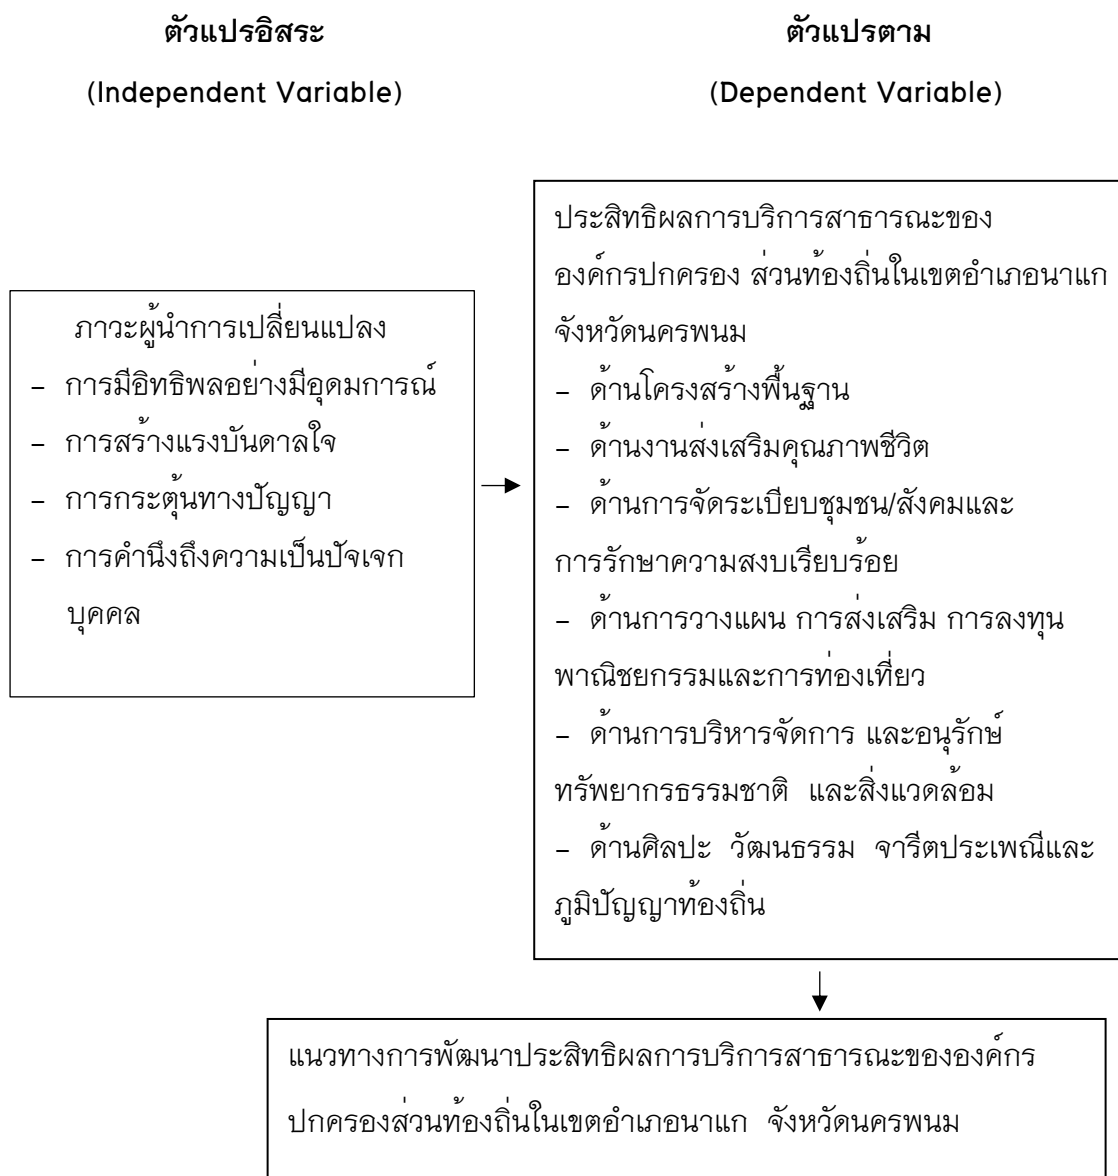 ตัวแปรอิสระ
(Independent Variable)
ตัวแปรตาม
(Dependent Variable)
ภาวะผู้นำการเปลี่ยนแปลง
- การมีอิทธิพลอย่างมีอุดมการณ์
- การสร้างแรงบันดาลใจ
- การกระตุ้นทางปัญญา
- การคำนึงถึงความเป็นปัจเจก
บุคคล
ประสิทธิผลการบริการสาธารณะของ
องค์กรปกครอง ส่วนท้องถิ่นในเขตอำเภอนาแก
จังหวัดนครพนม
- ด้านโครงสร้างพื้นฐาน
- ด้านงานส่งเสริมคุณภาพชีวิต
- ด้านการจัดระเบียบชุมชน/สังคมและ
การรักษาความสงบเรียบร้อย
- ด้านการวางแผน การส่งเสริม การลงทุน
พาณิชยกรรมและการท่องเที่ยว
- ด้านการบริหารจัดการ และอนุรักษ์
ทรัพยากรธรรมชาติ และสิ่งแวดล้อม
- ด้านศิลปะ วัฒนธรรม จารีตประเพณีและ
ภูมิปัญญาท้องถิ่น
แนวทางการพัฒนาประสิทธิผลการบริการสาธารณะขององค์กร
ปกครองส่วนท้องถิ่นในเขตอำเภอนาแก จังหวัดนครพนม